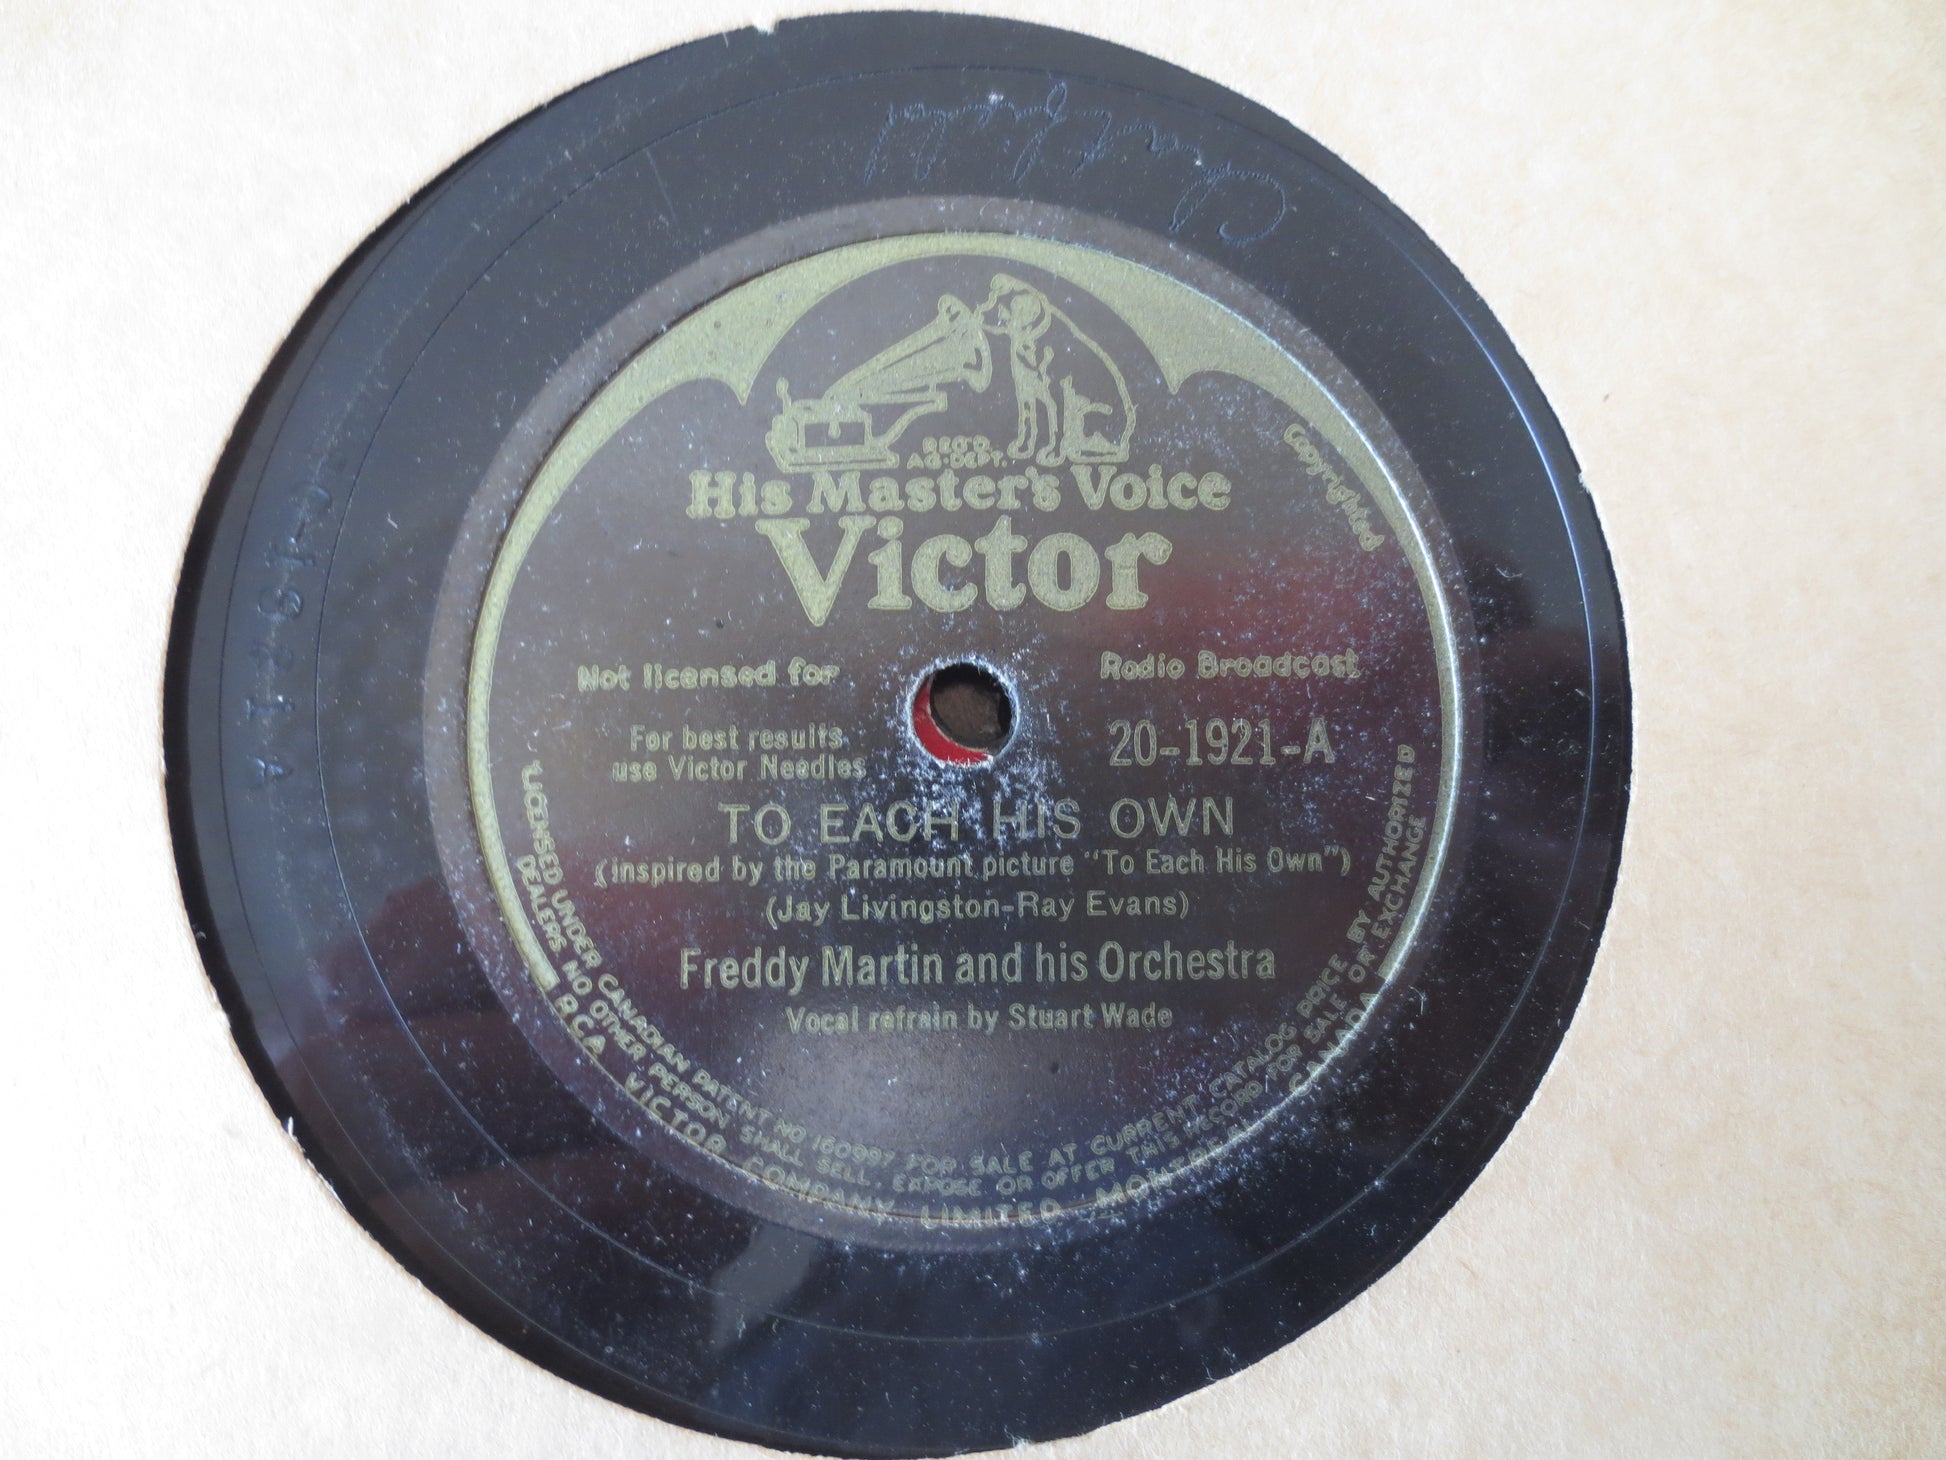 Chatfield
Copyrighted
REG'D.
AG. DEPT.
His Master's Voice
Victor
Not licensed for Radio Broadcast
For best results
use Victor Needles
20-1921-A
TO EACH HIS OWN
(inspired by the Paramount picture "To Each His Own")
(Jay Livingston-Ray Evans)
Freddy Martin and his Orchestra
Vocal refrain by Stuart Wade
LICENSED UNDER CANADIAN PATENT NO 160997 FOR SALE AT CURRENT CATALOG PRICE BY AUTHORIZED
DEALERS. NO OTHER PERSON SHALL SELL, EXPOSE OR OFFER THIS RECORD FOR SALE OR EXCHANGE
RCA VICTOR COMPANY LIMITED MONTREAL CANADA